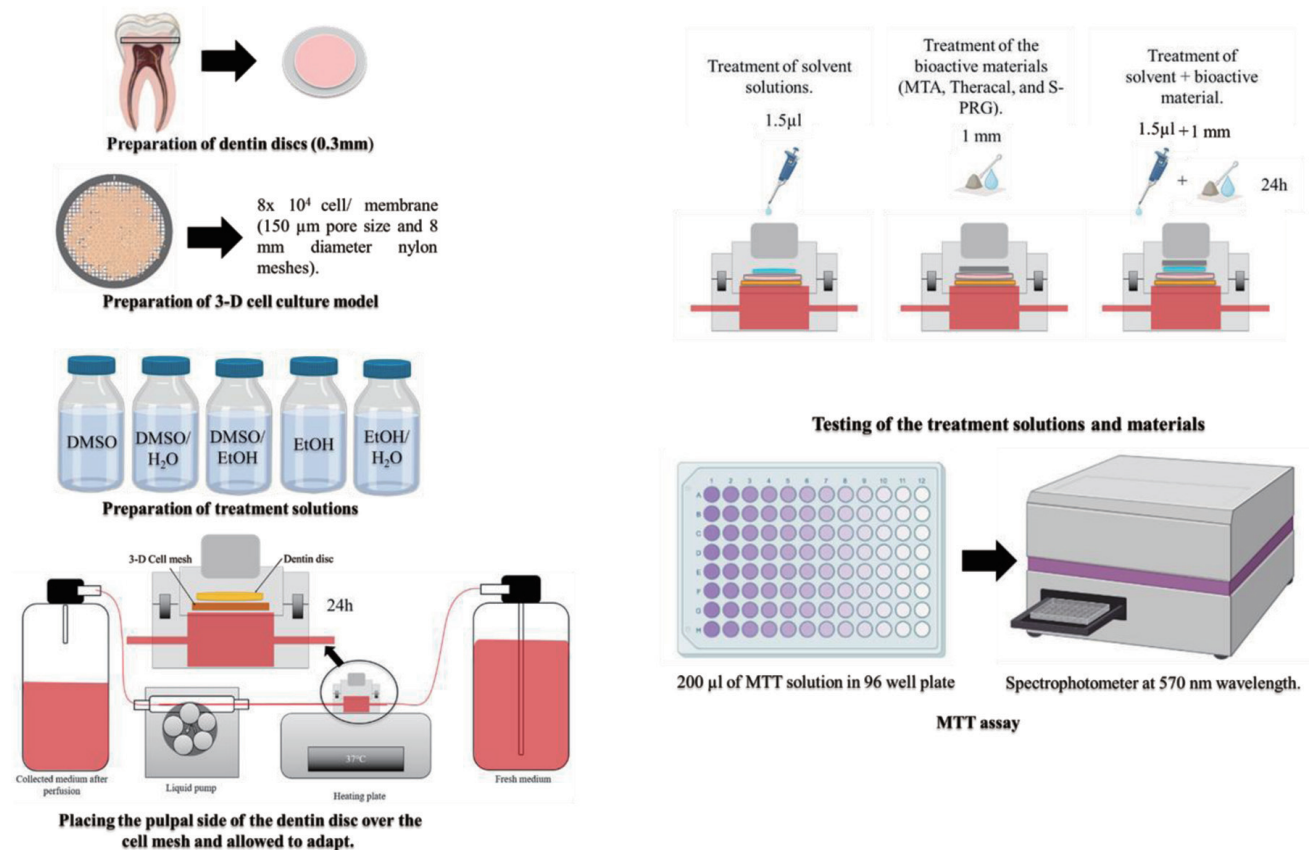 Preparation of dentin discs (0.3mm)
8x 10⁴ cell/ membrane
(150 µm pore size and 8
mm diameter nylon
meshes).
Preparation of 3-D cell culture model
DMSO
DMSO/
H₂O
DMSO/
EtOH
EtOH
EtOH/
H₂O
Preparation of treatment solutions
3-D Cell mesh
Dentin disc
24h
37°C
Collected medium after
perfusion
Liquid pump
Heating plate
Fresh medium
Placing the pulpal side of the dentin disc over the
cell mesh and allowed to adapt.
Treatment of solvent
solutions.
1.5µl
Treatment of the
bioactive materials
(MTA, Theracal, and S-
PRG).
1 mm
Treatment of
solvent + bioactive
material.
1.5µl +1 mm
+
24h
Testing of the treatment solutions and materials
1 2 3 4 5 6 7 8 9 10 11 12
A
B
C
D
E
F
G
H
200 µl of MTT solution in 96 well plate
Spectrophotometer at 570 nm wavelength.
MTT assay